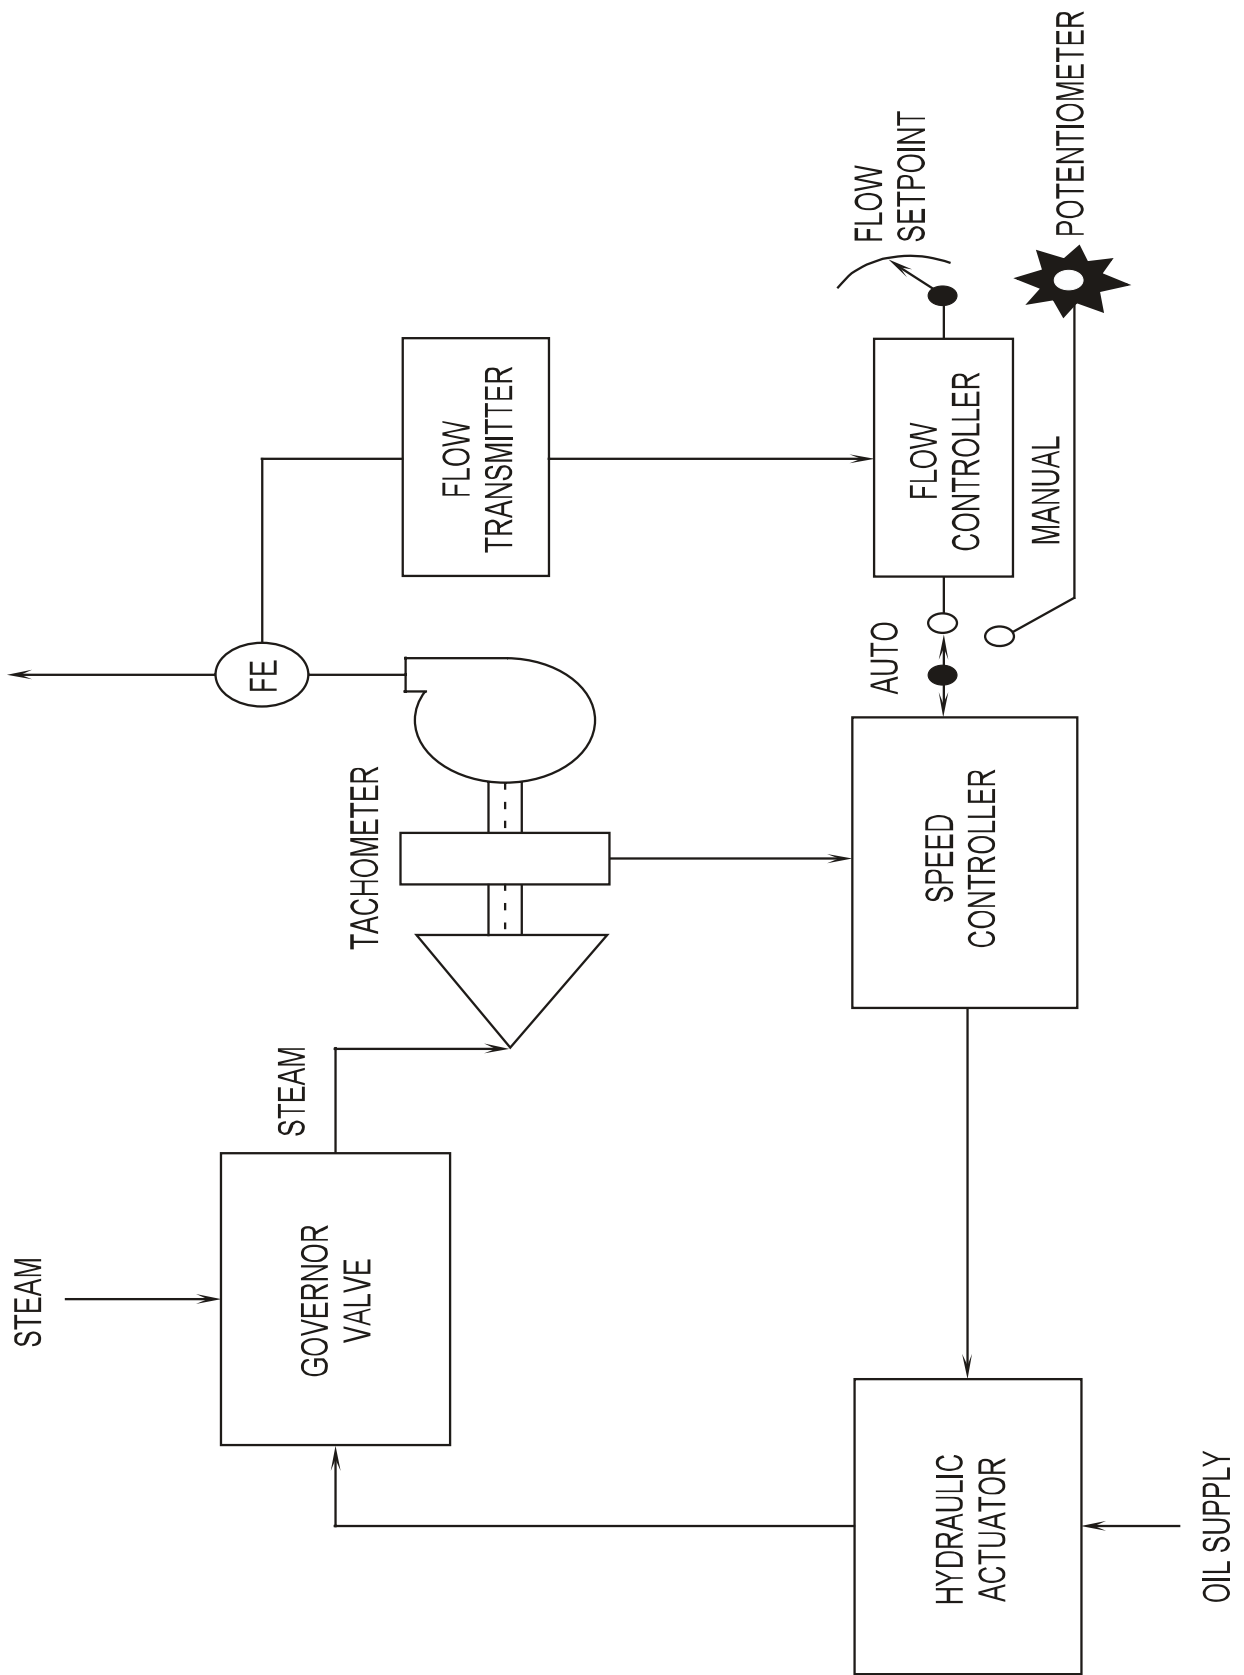 STEAM
FE
STEAM
TACHOMETER
GOVERNOR
VALVE
FLOW
TRANSMITTER
FLOW
SETPOINT
AUTO
FLOW
CONTROLLER
SPEED
CONTROLLER
HYDRAULIC
ACTUATOR
MANUAL
POTENTIOMETER
OIL SUPPLY